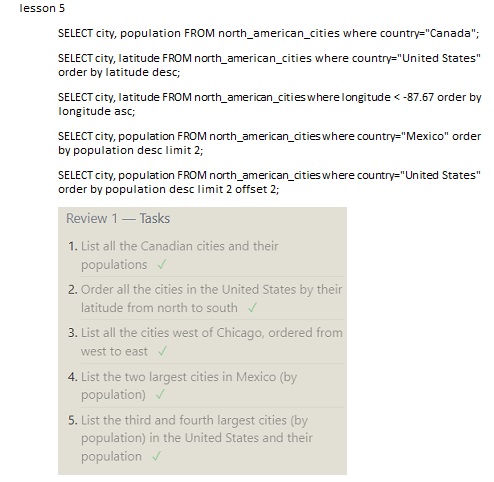 lesson 5
SELECT city, population FROM north_american_cities where country="Canada";
SELECT city, latitude FROM north_american_cities where country="United States"
order by latitude desc;
SELECT city, latitude FROM north_american_cities where longitude < -87.67 order by
longitude asc;
SELECT city, population FROM north_american_cities where country="Mexico" order
by population desc limit 2;
SELECT city, population FROM north_american_cities where country="United States"
order by population desc limit 2 offset 2;
Review 1 — Tasks
1. List all the Canadian cities and their
populations ✓
2. Order all the cities in the United States by their
latitude from north to south ✓
3. List all the cities west of Chicago, ordered from
west to east ✓
4. List the two largest cities in Mexico (by
population) ✓
5. List the third and fourth largest cities (by
population) in the United States and their
population ✓